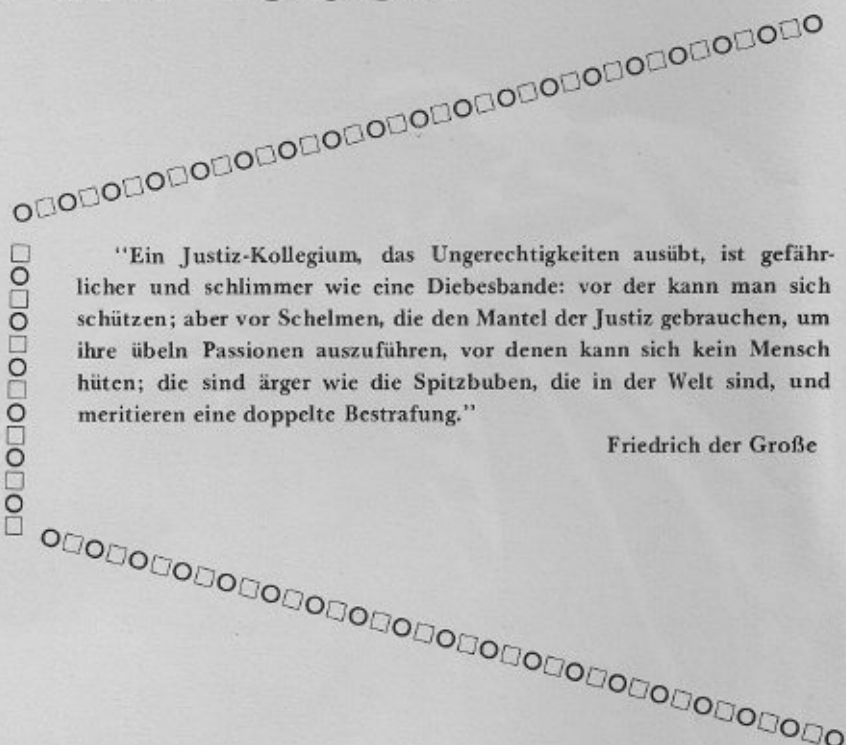 "Ein Justiz-Kollegium, das Ungerechtigkeiten ausübt, ist gefähr-
licher und schlimmer wie eine Diebesbande: vor der kann man sich
schützen; aber vor Schelmen, die den Mantel der Justiz gebrauchen, um
ihre übeln Passionen auszuführen, vor denen kann sich kein Mensch
hüten; die sind ärger wie die Spitzbuben, die in der Welt sind, und
meritieren eine doppelte Bestrafung."
Friedrich der Große